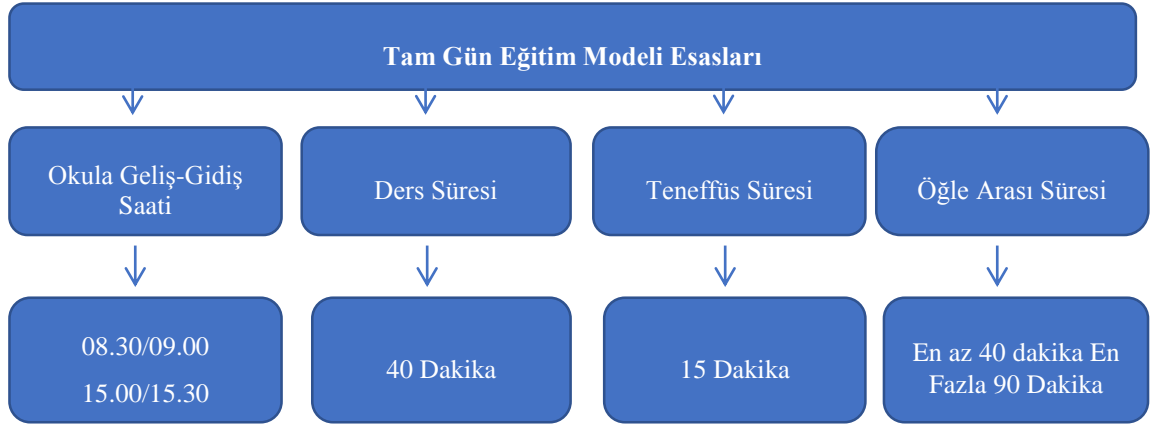 Tam Gün Eğitim Modeli Esasları
Okula Geliş-Gidiş
Saati
Ders Süresi
Teneffüs Süresi
Öğle Arası Süresi
08.30/09.00
15.00/15.30
40 Dakika
15 Dakika
En az 40 dakika En
Fazla 90 Dakika